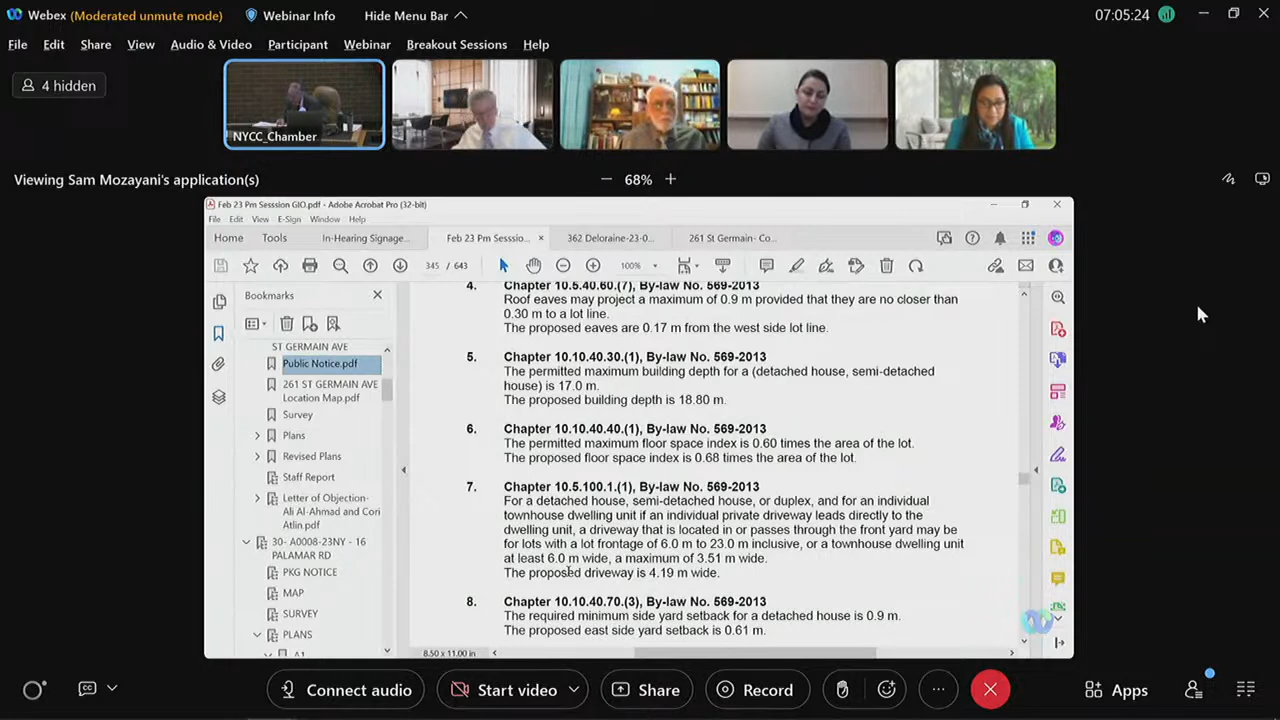 Webex (Moderated unmute mode) Webinar Info Hide Menu Bar 07:05:24
File Edit Share View Audio & Video Participant Webinar Breakout Sessions Help
4 hidden
NYCC_Chamber
Viewing Sam Mozayani's application(s)
68%
Feb 23 Pm Sesssion GIO.pdf - Adobe Acrobat Pro (32-bit)
File Edit View E-Sign Window Help
Home Tools In-Hearing Signage... Feb 23 Pm Sesssio... × 362 Deloraine-23-0... 261 St Germain- Co...
345 / 643 100%
Bookmarks
ST GERMAIN AVE
Public Notice.pdf
261 ST GERMAIN AVE
Location Map.pdf
Survey
Plans
Revised Plans
Staff Report
Letter of Objection-
Ali Al-Ahmad and Cori
Atlin.pdf
30- A0008-23NY - 16
PALAMAR RD
PKG NOTICE
MAP
SURVEY
PLANS
A1
4. Chapter 10.5.40.60.(7), By-law No. 569-2013
Roof eaves may project a maximum of 0.9 m provided that they are no closer than
0.30 m to a lot line.
The proposed eaves are 0.17 m from the west side lot line.
5. Chapter 10.10.40.30.(1), By-law No. 569-2013
The permitted maximum building depth for a (detached house, semi-detached
house) is 17.0 m.
The proposed building depth is 18.80 m.
6. Chapter 10.10.40.40.(1), By-law No. 569-2013
The permitted maximum floor space index is 0.60 times the area of the lot.
The proposed floor space index is 0.68 times the area of the lot.
7. Chapter 10.5.100.1.(1), By-law No. 569-2013
For a detached house, semi-detached house, or duplex, and for an individual
townhouse dwelling unit if an individual private driveway leads directly to the
dwelling unit, a driveway that is located in or passes through the front yard may be
for lots with a lot frontage of 6.0 m to 23.0 m inclusive, or a townhouse dwelling unit
at least 6.0 m wide, a maximum of 3.51 m wide.
The proposed driveway is 4.19 m wide.
8. Chapter 10.10.40.70.(3), By-law No. 569-2013
The required minimum side yard setback for a detached house is 0.9 m.
The proposed east side yard setback is 0.61 m.
8.50 x 11.00 in
Connect audio Start video Share Record Apps